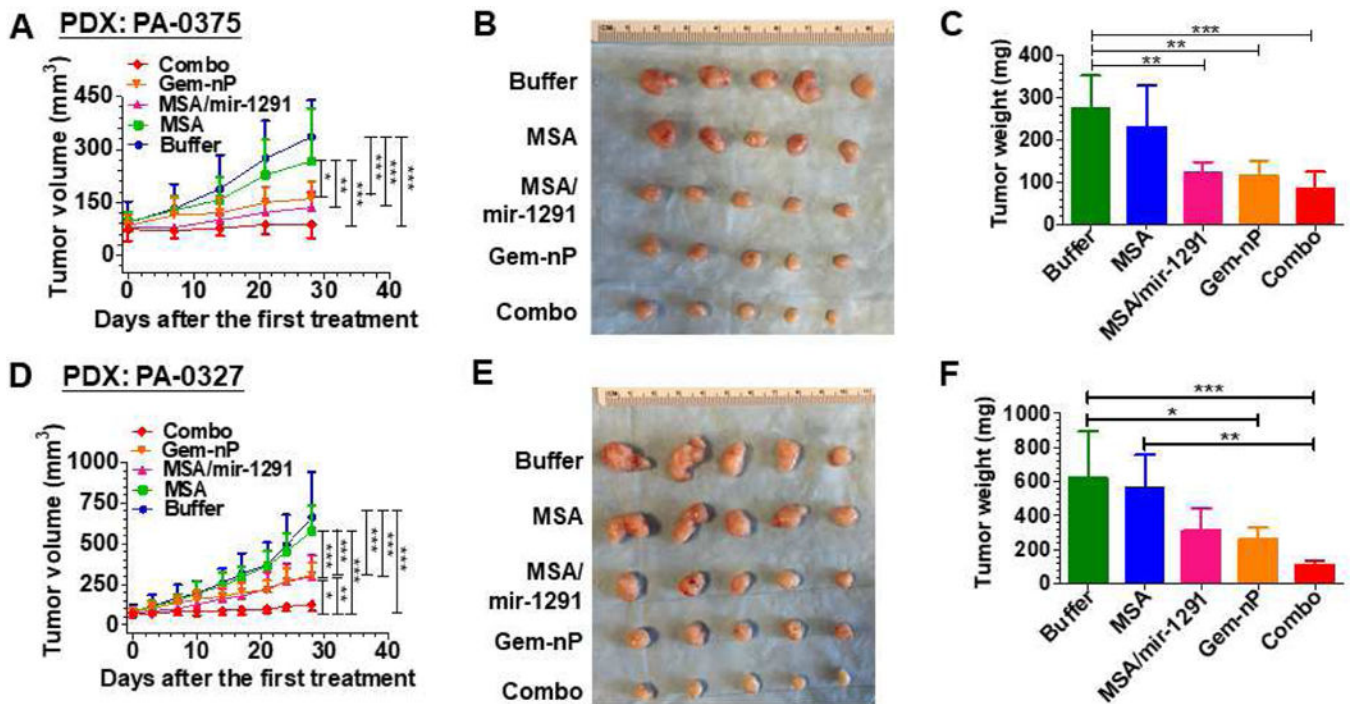 A PDX: PA-0375
Combo
Gem-nP
MSA/mir-1291
MSA
Buffer
Tumor volume (mm³)
450
300
150
0
0 10 20 30 40
Days after the first treatment
*
**
***
***
***
***
B
Buffer
MSA
MSA/
mir-1291
Gem-nP
Combo
C
***
**
**
Tumor weight (mg)
400
300
200
100
0
Buffer
MSA
MSA/mir-1291
Gem-nP
Combo
D PDX: PA-0327
Combo
Gem-nP
MSA/mir-1291
MSA
Buffer
Tumor volume (mm³)
1000
750
500
250
0
0 10 20 30 40
Days after the first treatment
***
***
***
*
**
***
***
***
E
Buffer
MSA
MSA/
mir-1291
Gem-nP
Combo
F
***
*
**
Tumor weight (mg)
1000
800
600
400
200
0
Buffer
MSA
MSA/mir-1291
Gem-nP
Combo